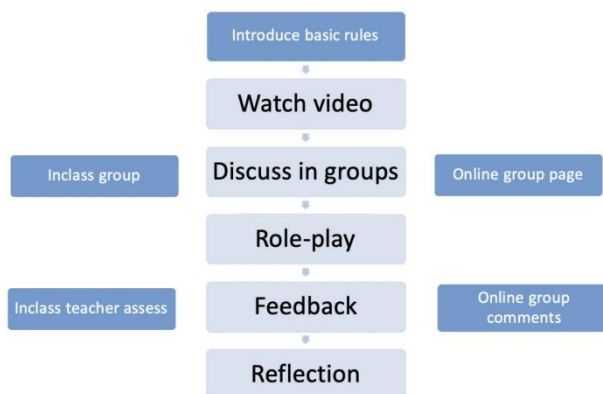 Introduce basic rules
Watch video
Inclass group
Discuss in groups
Online group page
Role-play
Inclass teacher assess
Feedback
Online group
comments
Reflection